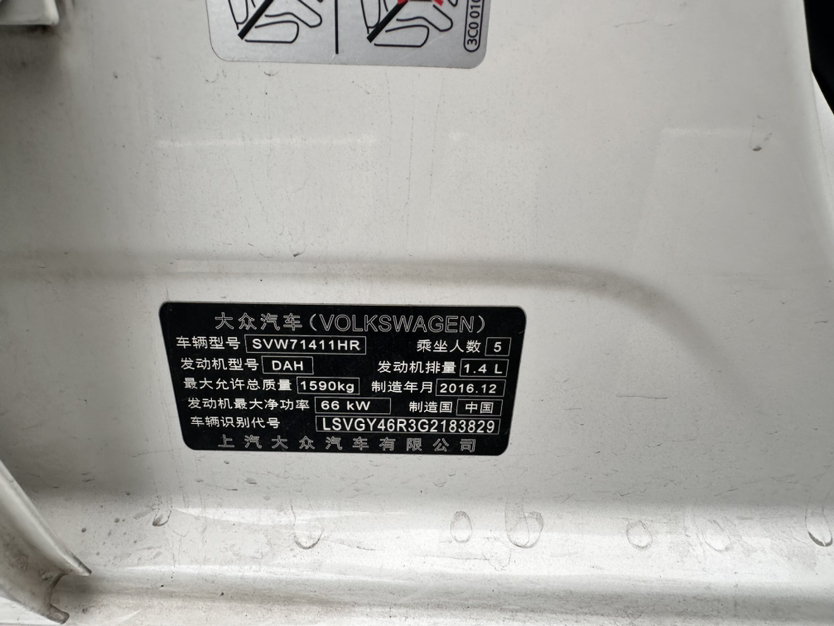 3C0 010
大众汽车(VOLKSWAGEN)
车辆型号 SVW71411HR 乘坐人数 5
发动机型号 DAH 发动机排量 1.4 L
最大允许总质量 1590kg 制造年月 2016.12
发动机最大净功率 66 kW 制造国 中国
车辆识别代号 LSVGY46R3G2183829
上汽大众汽车有限公司